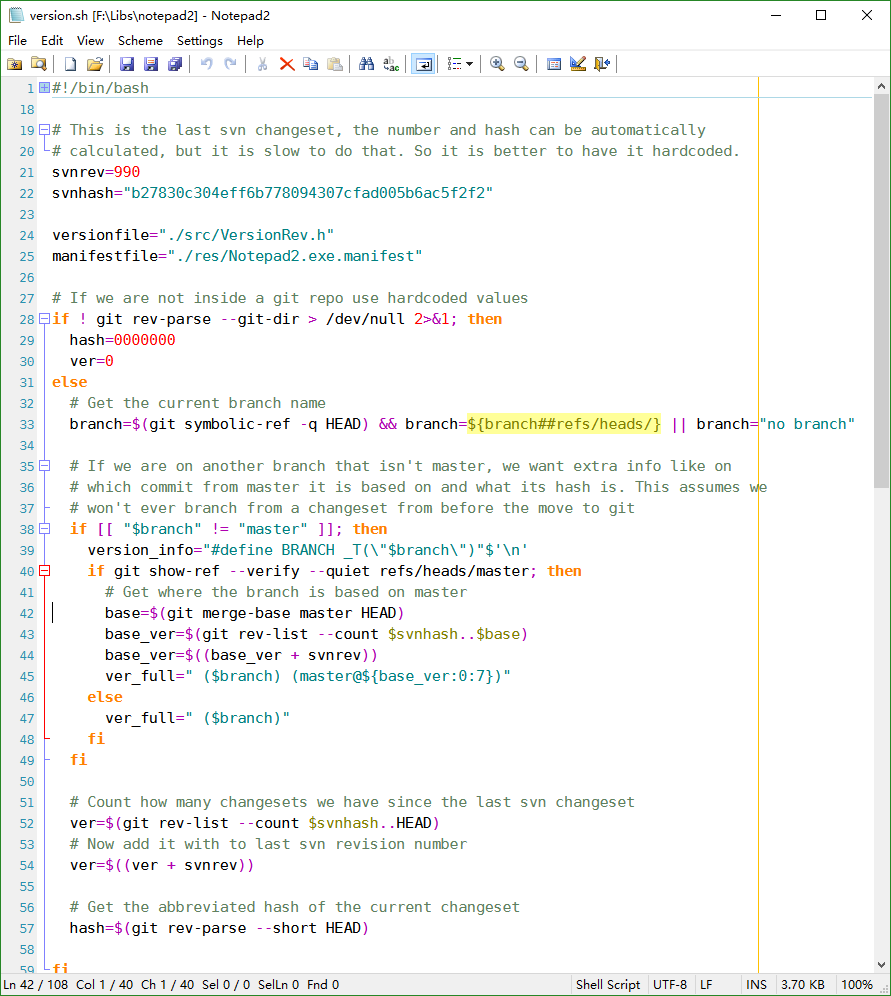 version.sh [F:\Libs\notepad2] - Notepad2
File Edit View Scheme Settings Help
1 #!/bin/bash
18
19 # This is the last svn changeset, the number and hash can be automatically
20 # calculated, but it is slow to do that. So it is better to have it hardcoded.
21 svnrev=990
22 svnhash="b27830c304eff6b778094307cfad005b6ac5f2f2"
23
24 versionfile="./src/VersionRev.h"
25 manifestfile="./res/Notepad2.exe.manifest"
26
27 # If we are not inside a git repo use hardcoded values
28 if ! git rev-parse --git-dir > /dev/null 2>&1; then
29   hash=0000000
30   ver=0
31 else
32   # Get the current branch name
33   branch=$(git symbolic-ref -q HEAD) && branch=${branch##refs/heads/} || branch="no branch"
34
35   # If we are on another branch that isn't master, we want extra info like on
36   # which commit from master it is based on and what its hash is. This assumes we
37   # won't ever branch from a changeset from before the move to git
38   if [[ "$branch" != "master" ]]; then
39     version_info="#define BRANCH _T(\"$branch\")"$'\n'
40     if git show-ref --verify --quiet refs/heads/master; then
41       # Get where the branch is based on master
42       base=$(git merge-base master HEAD)
43       base_ver=$(git rev-list --count $svnhash..$base)
44       base_ver=$((base_ver + svnrev))
45       ver_full=" ($branch) (master@${base_ver:0:7})"
46     else
47       ver_full=" ($branch)"
48     fi
49   fi
50
51   # Count how many changesets we have since the last svn changeset
52   ver=$(git rev-list --count $svnhash..HEAD)
53   # Now add it with to last svn revision number
54   ver=$((ver + svnrev))
55
56   # Get the abbreviated hash of the current changeset
57   hash=$(git rev-parse --short HEAD)
58
59 fi
Ln 42 / 108 Col 1 / 40 Ch 1 / 40 Sel 0 / 0 SelLn 0 Fnd 0 Shell Script UTF-8 LF INS 3.70 KB 100%